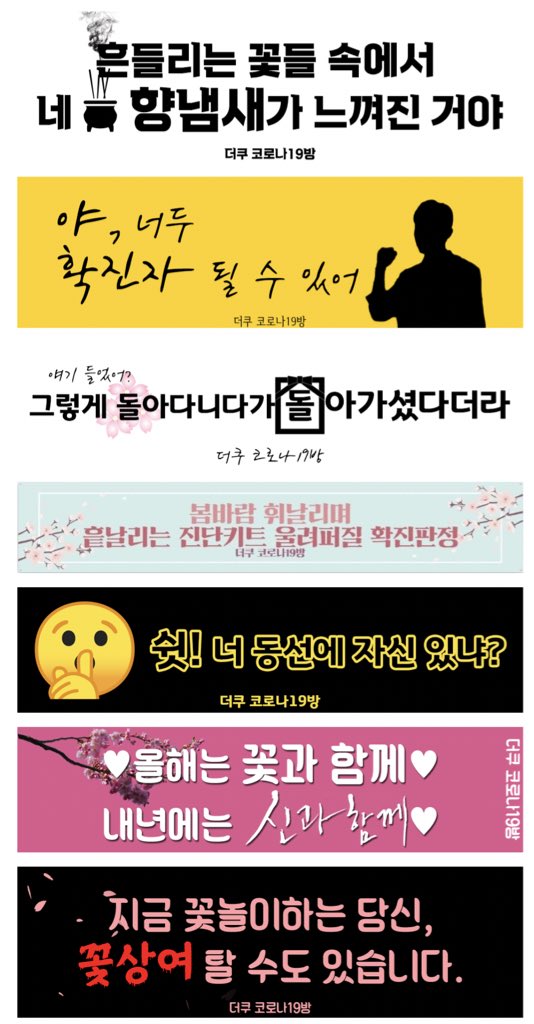 흔들리는 꽃들 속에서
네 향냄새가 느껴진 거야
더쿠 코로나19방
야, 너두
확진자 될 수 있어
더쿠 코로나19방
얘기 들었어?
그렇게 돌아다니다가 돌아가셨다더라
더쿠 코로나19방
봄바람 휘날리며
흩날리는 진단키트 울려퍼질 확진판정
더쿠 코로나19방
쉿! 너 동선에 자신 있냐?
더쿠 코로나19방
♥올해는 꽃과 함께♥
내년에는 신과함께♥
더쿠 코로나19방
지금 꽃놀이하는 당신,
꽃상여 탈 수도 있습니다.
더쿠 코로나19방